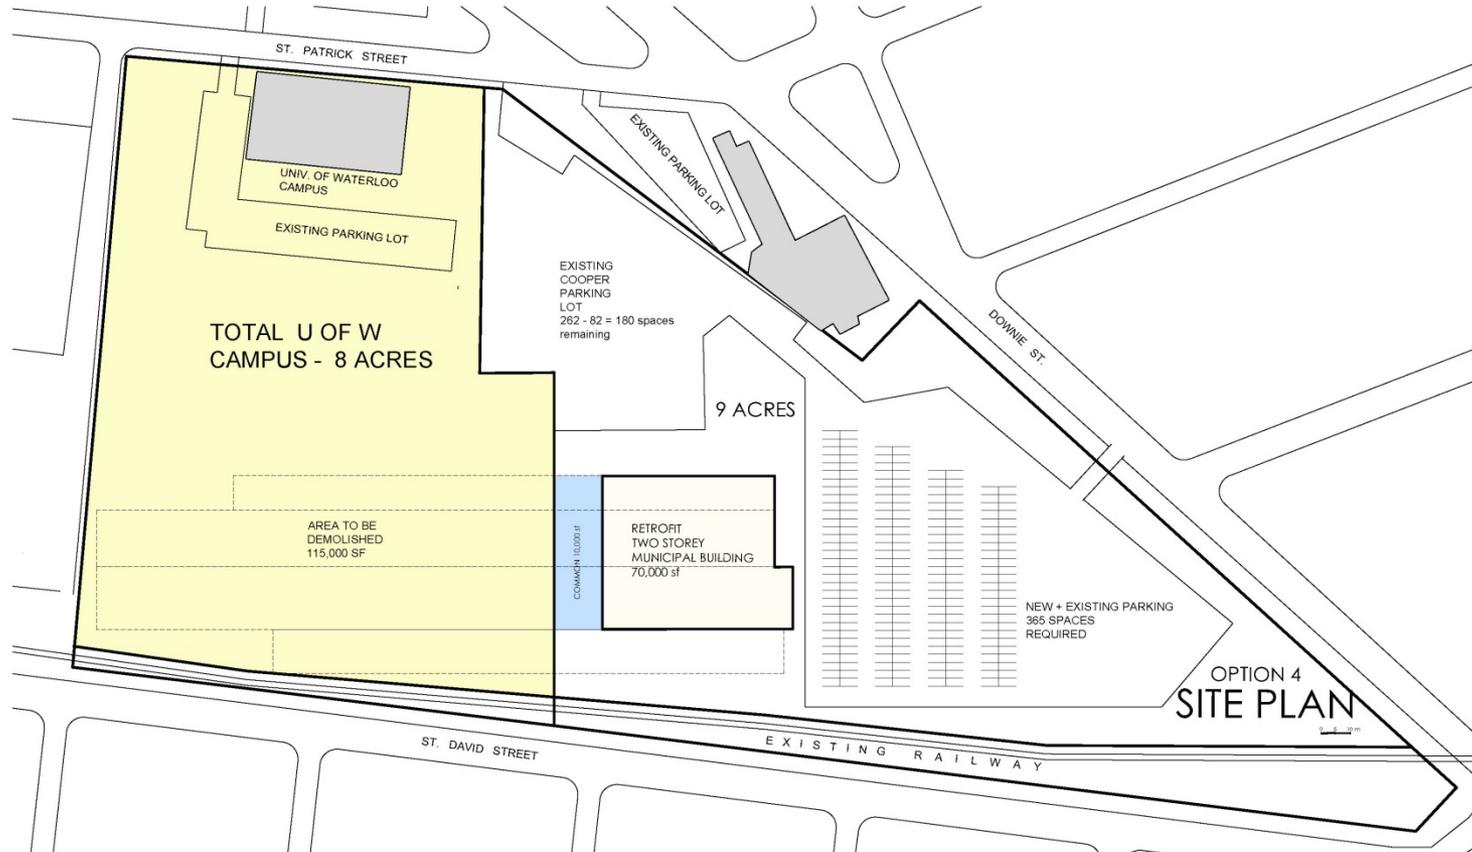 ST. PATRICK STREET
UNIV. OF WATERLOO
CAMPUS
EXISTING PARKING LOT
EXISTING PARKING LOT
EXISTING
COOPER
PARKING
LOT
262 - 82 = 180 spaces
remaining
TOTAL U OF W
CAMPUS - 8 ACRES
DOWNIE ST.
9 ACRES
AREA TO BE
DEMOLISHED
115,000 SF
COMMON 10,000 sf
RETROFIT
TWO STOREY
MUNICIPAL BUILDING
70,000 sf
NEW + EXISTING PARKING
365 SPACES
REQUIRED
OPTION 4
SITE PLAN
ST. DAVID STREET
EXISTING RAILWAY